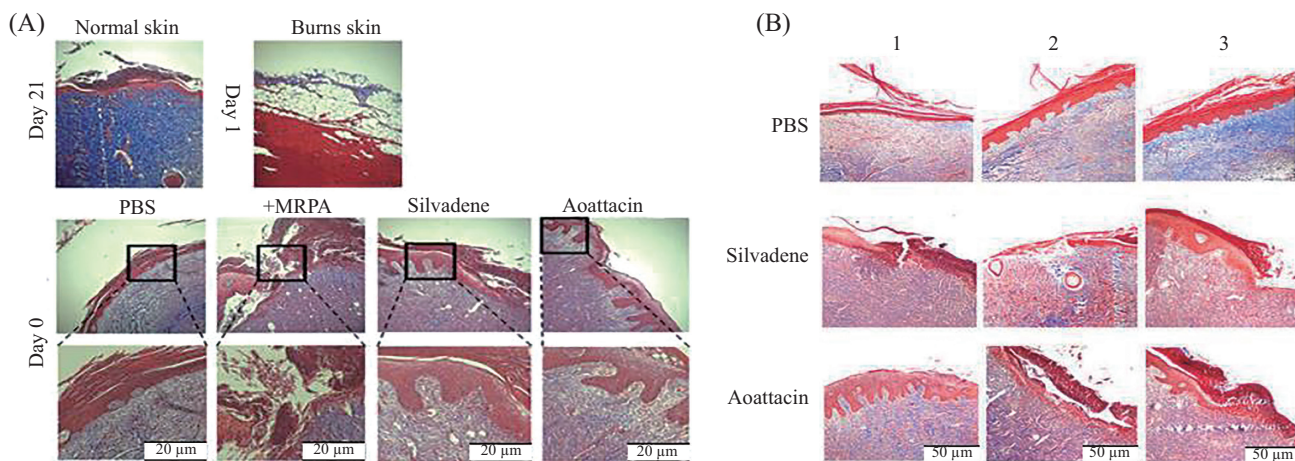 (A)
Normal skin
Burns skin
Day 21
Day 1
PBS
+MRPA
Silvadene
Aoattacin
Day 0
20 µm
20 µm
20 µm
20 µm
(B)
1
2
3
PBS
Silvadene
Aoattacin
50 µm
50 µm
50 µm